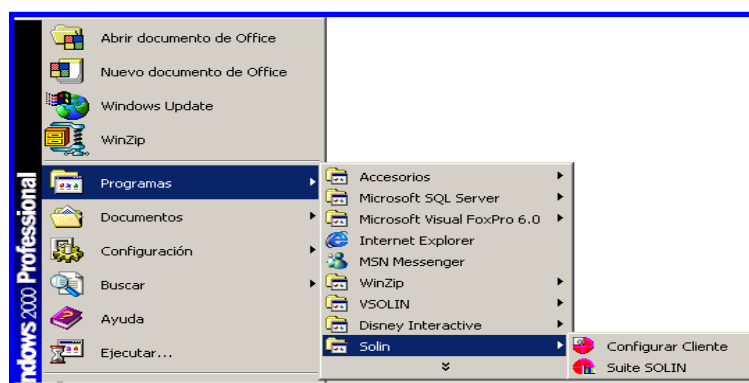 Abrir documento de Office
Nuevo documento de Office
Windows Update
WinZip
Programas
Documentos
Configuración
Buscar
Ayuda
Ejecutar...
2000 Professional
Accesorios
Microsoft SQL Server
Microsoft Visual FoxPro 6.0
Internet Explorer
MSN Messenger
WinZip
VSOLIN
Disney Interactive
Solin
Configurar Cliente
Suite SOLIN